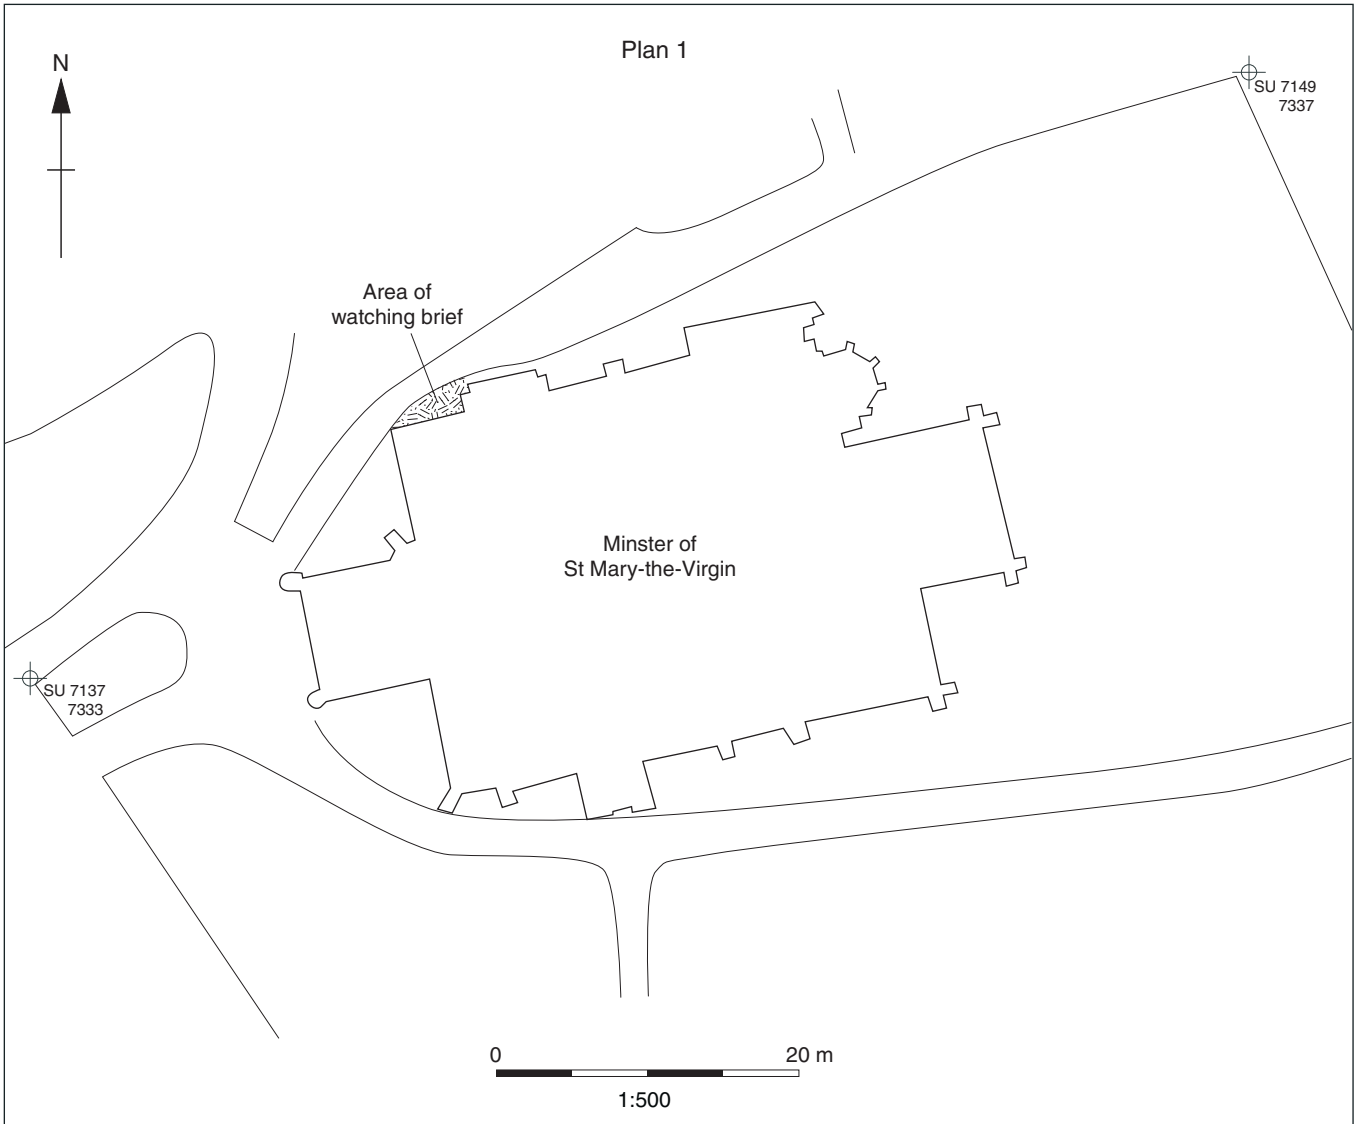 Plan 1
N
SU 7149
7337
Area of
watching brief
Minster of
St Mary-the-Virgin
SU 7137
7333
0 20 m
1:500